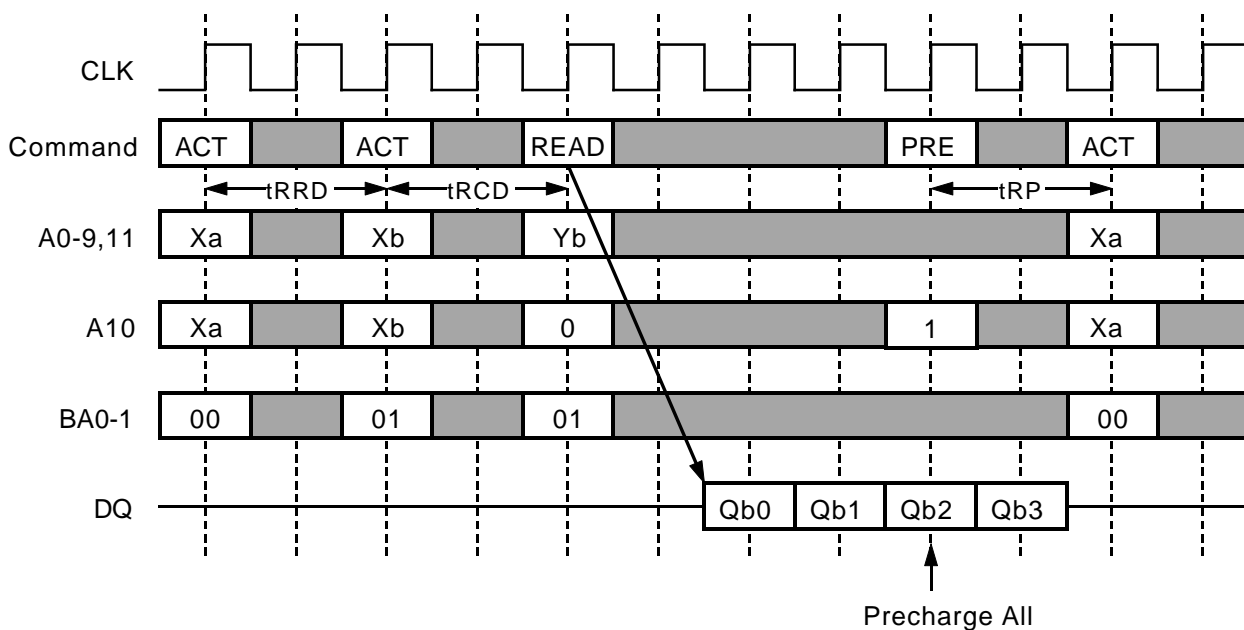 CLK
Command ACT ACT READ PRE ACT
tRRD tRCD tRP
A0-9,11 Xa Xb Yb Xa
A10 Xa Xb 0 1 Xa
BA0-1 00 01 01 00
DQ Qb0 Qb1 Qb2 Qb3
Precharge All